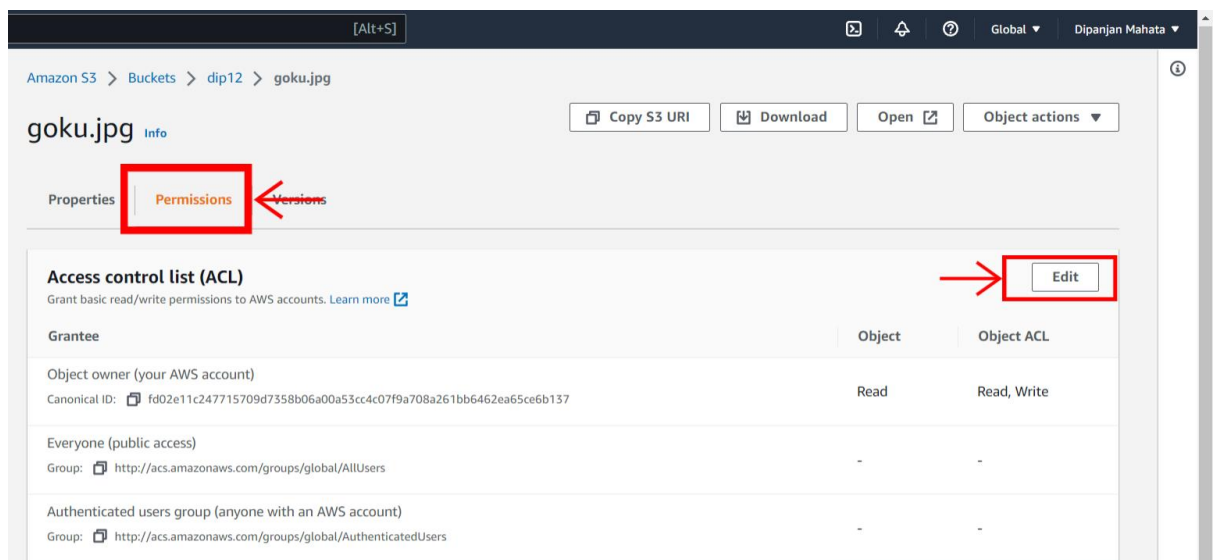 [Alt+S]
Global
Dipanjan Mahata
Amazon S3 > Buckets > dip12 > goku.jpg
goku.jpg Info
Copy S3 URI
Download
Open
Object actions
Properties
Permissions
Versions
Access control list (ACL)
Edit
Grant basic read/write permissions to AWS accounts. Learn more
Grantee Object Object ACL
Object owner (your AWS account)
Canonical ID: fd02e11c247715709d7358b06a00a53cc4c07f9a708a261bb6462ea65ce6b137
Read
Read, Write
Everyone (public access)
Group: http://acs.amazonaws.com/groups/global/AllUsers
-
-
Authenticated users group (anyone with an AWS account)
Group: http://acs.amazonaws.com/groups/global/AuthenticatedUsers
-
-